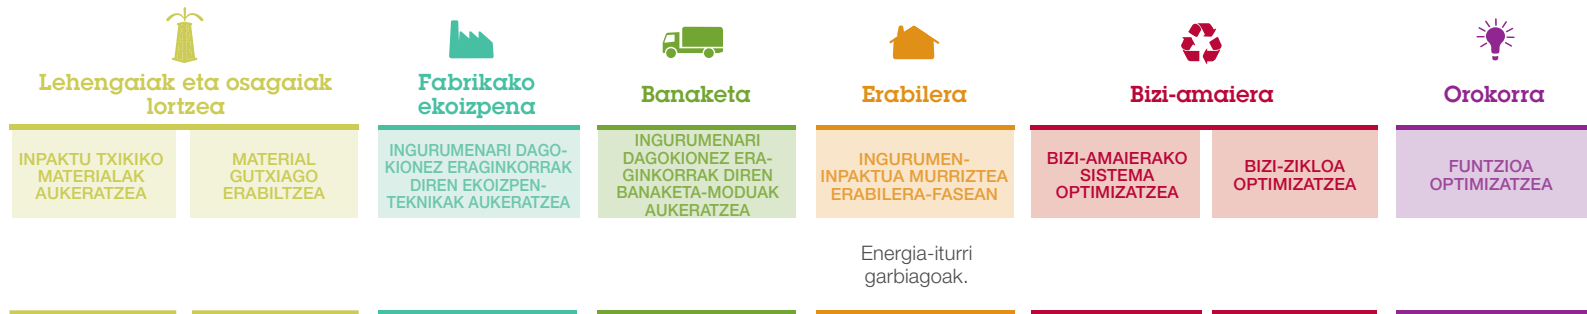 Lehengaiak eta osagaiak
lortzea
Fabrikako
ekoizpena
Banaketa
Erabilera
Bizi-amaiera
Orokorra
INPAKTU TXIKIKO
MATERIALAK
AUKERATZEA
MATERIAL
GUTXIAGO
ERABILTZEA
INGURUMENARI DAGO-
KIONEZ ERAGINKORRAK
DIREN EKOIZPEN-
TEKNIKAK AUKERATZEA
INGURUMENARI
DAGOKIONEZ ERA-
GINKORRAK DIREN
BANAKETA-MODUAK
AUKERATZEA
INGURUMEN-
INPAKTUA MURRIZTEA
ERABILERA-FASEAN
BIZI-AMAIERAKO
SISTEMA
OPTIMIZATZEA
BIZI-ZIKLOA
OPTIMIZATZEA
FUNTZIOA
OPTIMIZATZEA
Energia-iturri
garbiagoak.